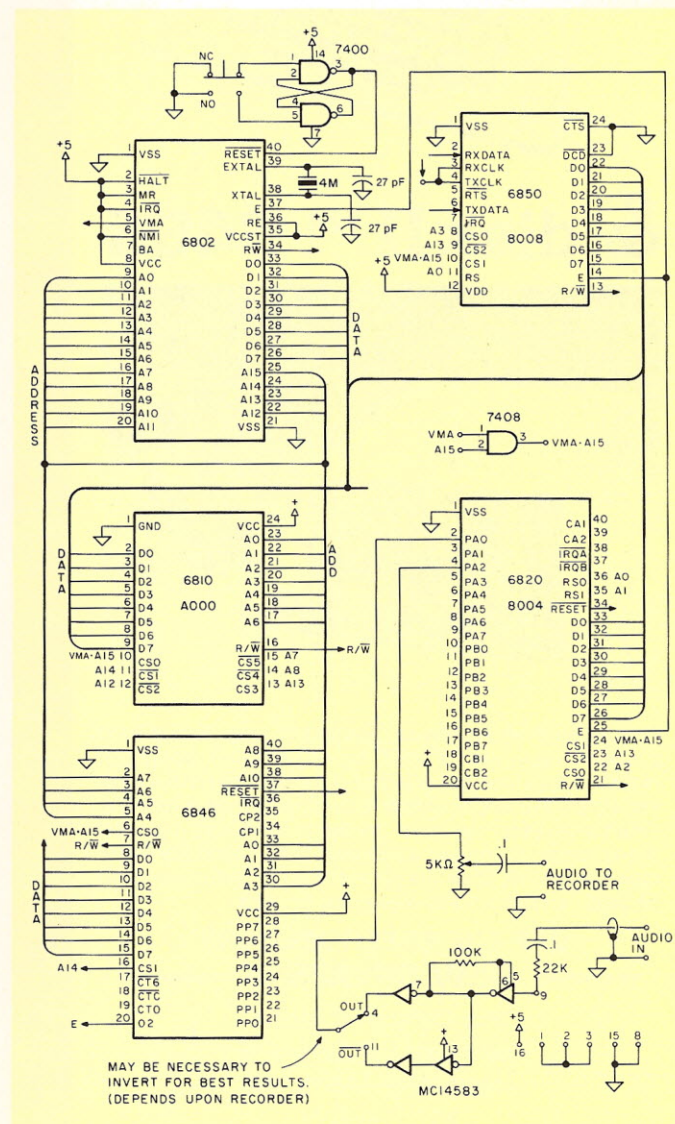 +5
7400
NC
NO
1
2
14
3
4
5
6
7
+5
6802
1 VSS
2 HALT
3 MR
4 IRQ
5 VMA
6 NMI
7 BA
8 VCC
9 A0
10 A1
11 A2
12 A3
13 A4
14 A5
15 A6
16 A7
17 A8
18 A9
19 A10
20 A11
RESET 40
EXTAL 39
XTAL 38
E 37
RE 36
VCCST 35
RW 34
D0 33
D1 32
D2 31
D3 30
D4 29
D5 28
D6 27
D7 26
A15 25
A14 24
A13 23
A12 22
VSS 21
4M
27 pF
27 pF
+5
DATA
ADDRESS
6850
8008
1 VSS
2 RXDATA
3 RXCLK
4 TXCLK
5 RTS
6 TXDATA
7 IRQ
A3 8 CS0
A13 9 CS2
VMA·A15 10 CS1
A0 11 RS
+5 12 VDD
CTS 24
DCD 23
D0 22
D1 21
D2 20
D3 19
D4 18
D5 17
D6 16
D7 15
E 14
R/W 13
7408
VMA 1
A15 2
3 VMA·A15
6810
A000
1 GND
2 D0
3 D1
4 D2
5 D3
6 D4
7 D5
8 D6
9 D7
VMA·A15 10 CS0
A14 11 CS1
A12 12 CS2
VCC 24
+
A0 23
A1 22
A2 21
A3 20
A4 19
A5 18
A6 17
R/W 16 R/W
CS5 15 A7
CS4 14 A8
CS3 13 A13
DATA
ADD
6820
8004
1 VSS
2 PA0
3 PA1
4 PA2
5 PA3
6 PA4
7 PA5
8 PA6
9 PA7
10 PB0
11 PB1
12 PB2
13 PB3
14 PB4
15 PB5
16 PB6
17 PB7
18 CB1
19 CB2
20 VCC
+
CA1 40
CA2 39
IRQA 38
IRQB 37
RS0 36 A0
RS1 35 A1
RESET 34
D0 33
D1 32
D2 31
D3 30
D4 29
D5 28
D6 27
D7 26
E 25
CS1 24 VMA·A15
CS2 23 A13
CS0 22 A2
R/W 21
6846
1 VSS
2 A7
3 A6
4 A5
5 A4
VMA·A15 6 CS0
R/W 7 R/W
8 D0
9 D1
10 D2
11 D3
12 D4
13 D5
14 D6
15 D7
A14 16 CS1
17 CT6
18 CTC
19 CTO
E 20 O2
A8 40
A9 39
A10 38
RESET 37
IRQ 36
CP2 35
CP1 34
A0 33
A1 32
A2 31
A3 30
VCC 29
+
PP7 28
PP6 27
PP5 26
PP4 25
PP3 24
PP2 23
PP1 22
PP0 21
DATA
5KΩ
.1
AUDIO TO
RECORDER
100K
.1
22K
AUDIO
IN
7
6
5
9
OUT
4
OUT
11
13
+
MC14583
+5
16
1 2 3 15 8
MAY BE NECESSARY TO
INVERT FOR BEST RESULTS.
(DEPENDS UPON RECORDER)